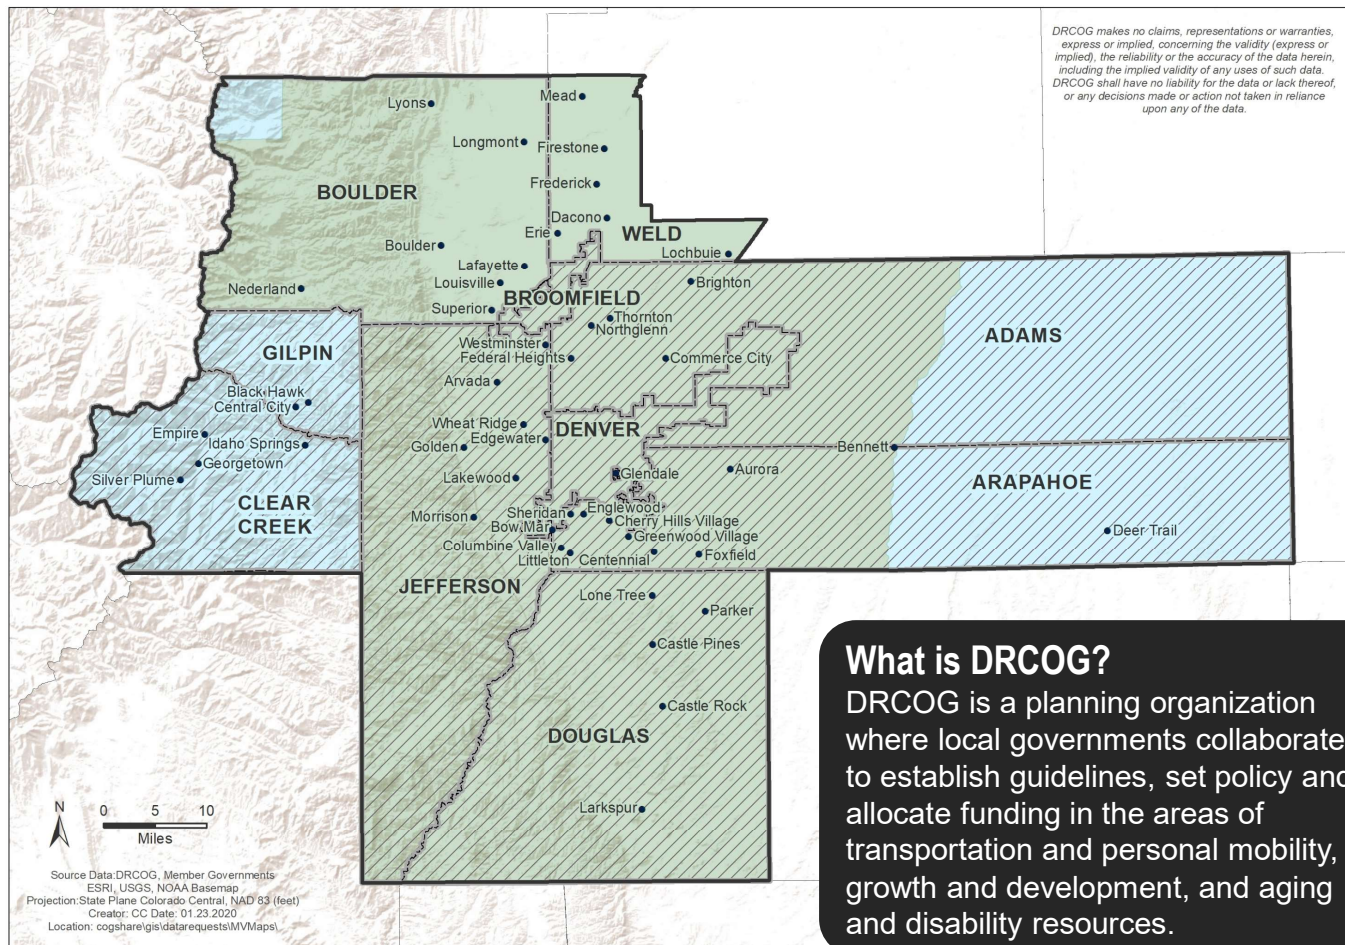 DRCOG makes no claims, representations or warranties,
express or implied, concerning the validity (express or
implied), the reliability or the accuracy of the data herein,
including the implied validity of any uses of such data.
DRCOG shall have no liability for the data or lack thereof,
or any decisions made or action not taken in reliance
upon any of the data.
Lyons
Mead
Longmont
Firestone
BOULDER
Frederick
Dacono
Erie
WELD
Boulder
Lochbuie
Lafayette
Louisville
Nederland
BROOMFIELD
Brighton
Superior
Thornton
Northglenn
ADAMS
GILPIN
Westminster
Federal Heights
Commerce City
Arvada
Black Hawk
Central City
Wheat Ridge
DENVER
Empire
Idaho Springs
Edgewater
Golden
Bennett
Georgetown
Glendale
Aurora
Silver Plume
Lakewood
ARAPAHOE
CLEAR
CREEK
Morrison
Sheridan
Englewood
Cherry Hills Village
Bow Mar
Greenwood Village
Deer Trail
Columbine Valley
Littleton
Centennial
Foxfield
JEFFERSON
Lone Tree
Parker
Castle Pines
Castle Rock
DOUGLAS
Larkspur
What is DRCOG?
DRCOG is a planning organization
where local governments collaborate
to establish guidelines, set policy and
allocate funding in the areas of
transportation and personal mobility,
growth and development, and aging
and disability resources.
N
0 5 10
Miles
Source Data:DRCOG, Member Governments
ESRI, USGS, NOAA Basemap
Projection:State Plane Colorado Central, NAD 83 (feet)
Creator: CC Date: 01.23.2020
Location: cogshare\gis\datarequests\MVMaps\